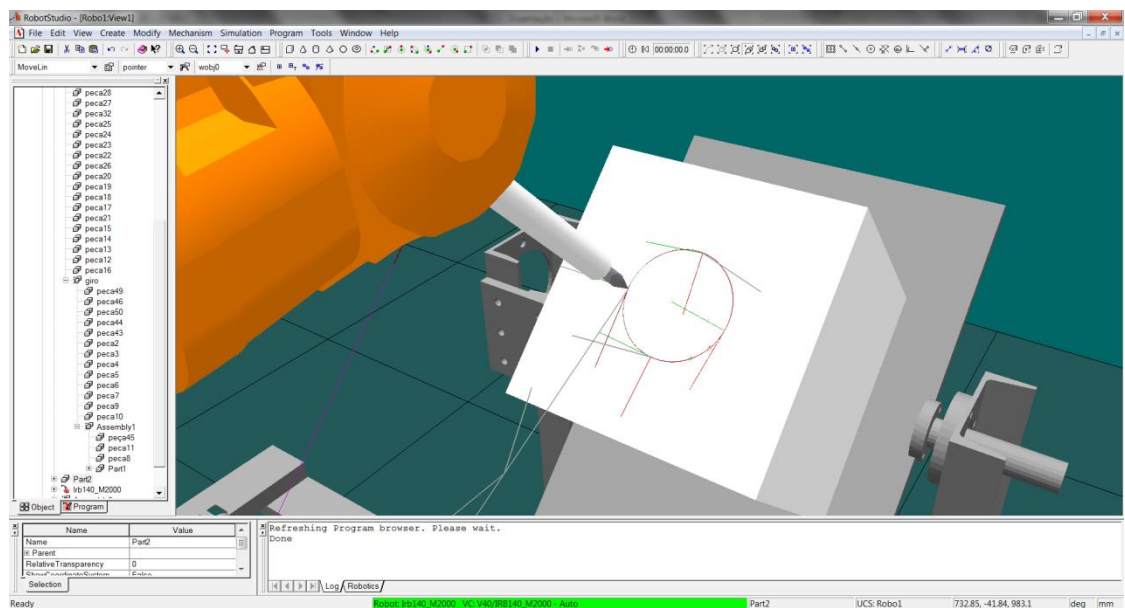 RobotStudio - [Robo1:View1]
File Edit View Create Modify Mechanism Simulation Program Tools Window Help
00:00:00.0
MoveLin pointer wobj0
peca28
peca27
peca32
peca25
peca24
peca23
peca22
peca26
peca20
peca19
peca18
peca17
peca21
peca15
peca14
peca13
peca12
peca16
giro
peca49
peca46
peca50
peca44
peca43
peca2
peca3
peca4
peca5
peca6
peca7
peca9
peca10
Assembly1
peça45
peca11
peca8
Part1
Part2
Irb140_M2000
Object Program
Name Value
Name Part2
Parent
RelativeTransparency 0
ShowCoordinateSystem False
Selection
Refreshing Program browser. Please wait.
Done
Log Robotics
Ready Robot: Irb140_M2000 VC: V40/IRB140_M2000 - Auto Part2 UCS: Robo1 732.85, -41.84, 983.1 deg mm